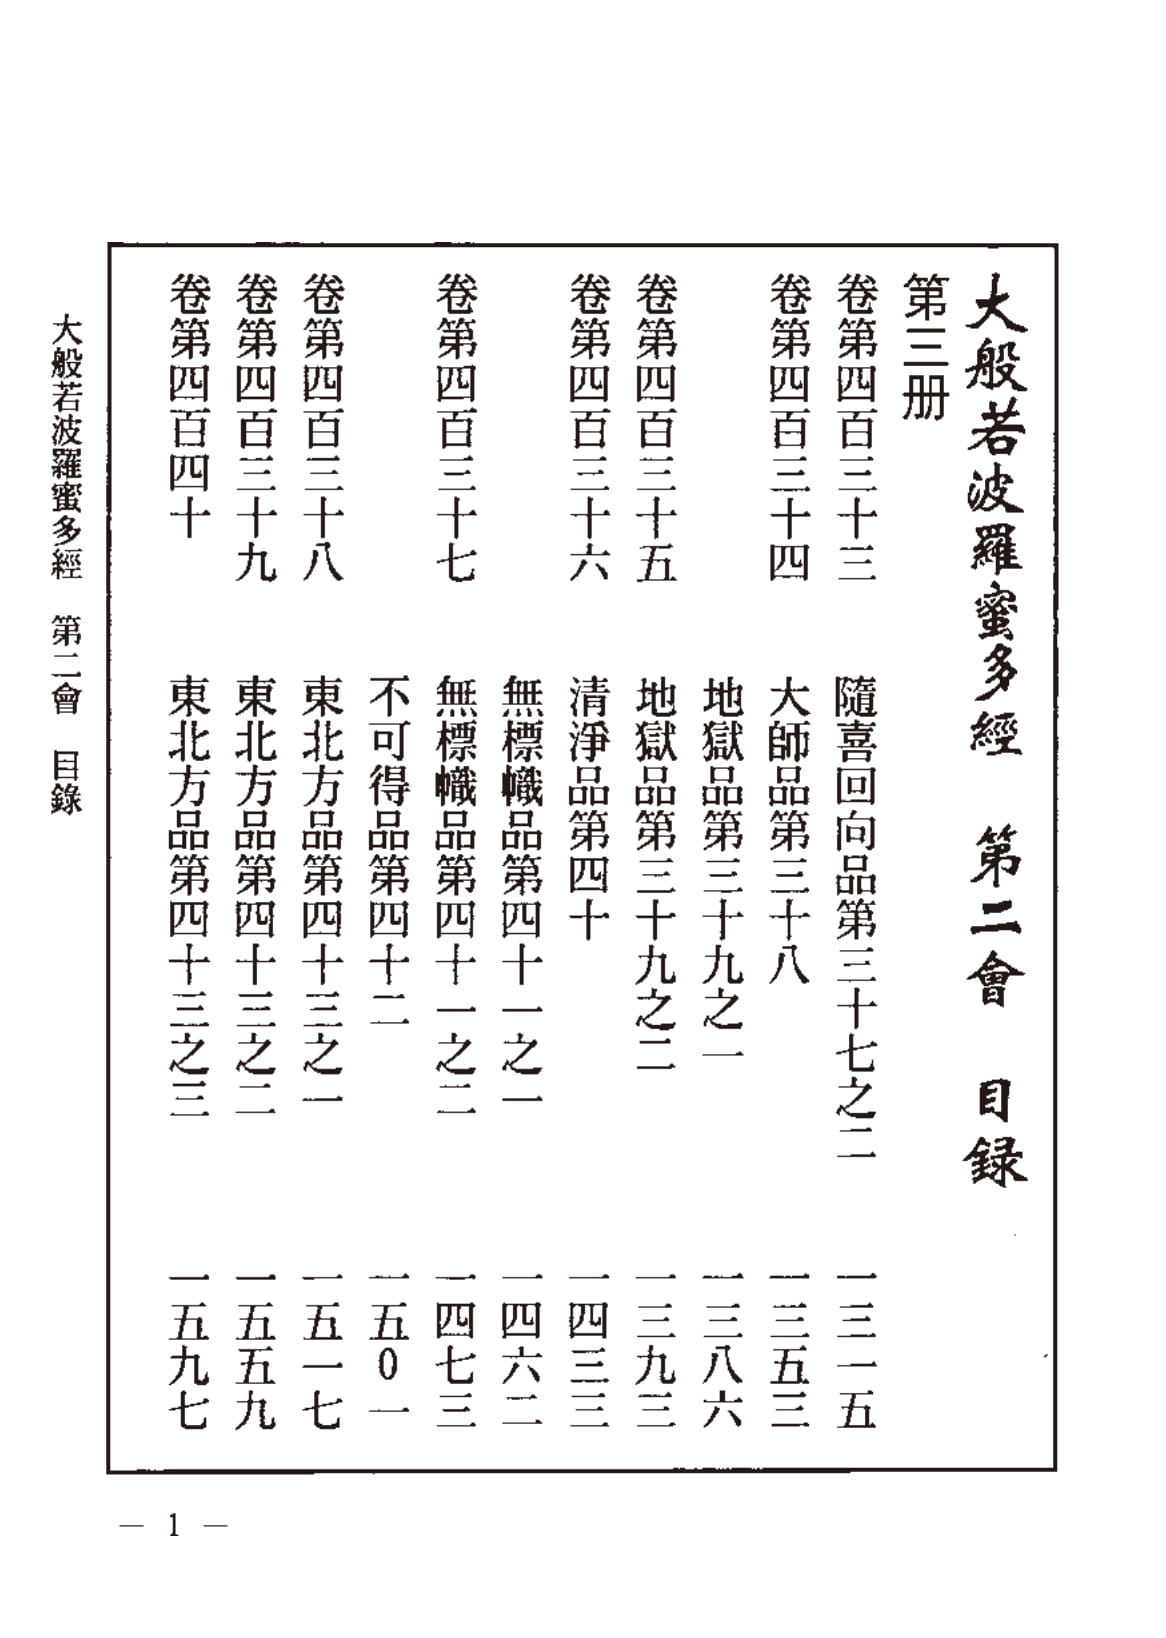 大般若波羅蜜多經　第二會　目録
第三册
卷第四百三十三　隨喜回向品第三十七之二　一三一五
卷第四百三十四　大師品第三十八　一三五三
地獄品第三十九之一　一三八六
卷第四百三十五　地獄品第三十九之二　一三九三
卷第四百三十六　清淨品第四十　一四三三
無標幟品第四十一之一　一四六二
卷第四百三十七　無標幟品第四十一之二　一四七三
不可得品第四十二　一五0一
卷第四百三十八　東北方品第四十三之一　一五一七
卷第四百三十九　東北方品第四十三之二　一五五九
卷第四百四十　東北方品第四十三之三　一五九七
大般若波羅蜜多經　第二會　目錄
— 1 —